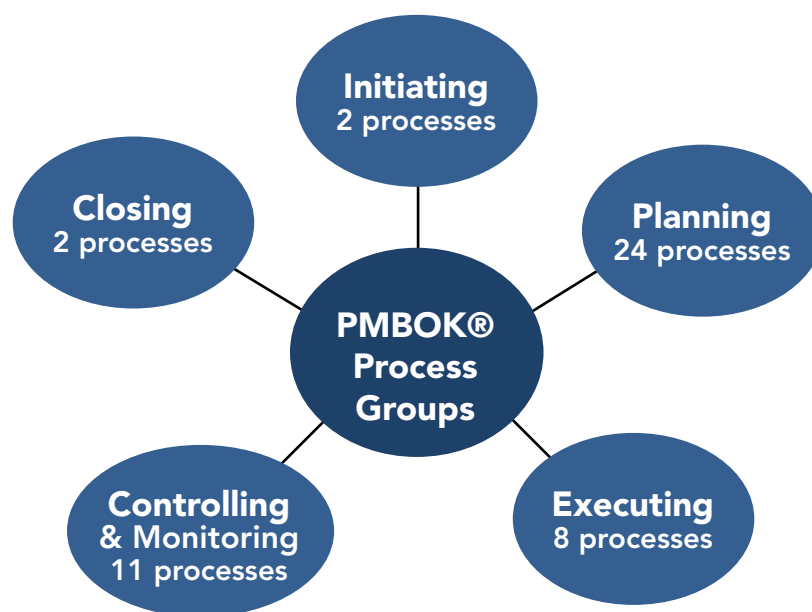 Initiating
2 processes
Closing
2 processes
Planning
24 processes
PMBOK®
Process
Groups
Controlling
& Monitoring
11 processes
Executing
8 processes